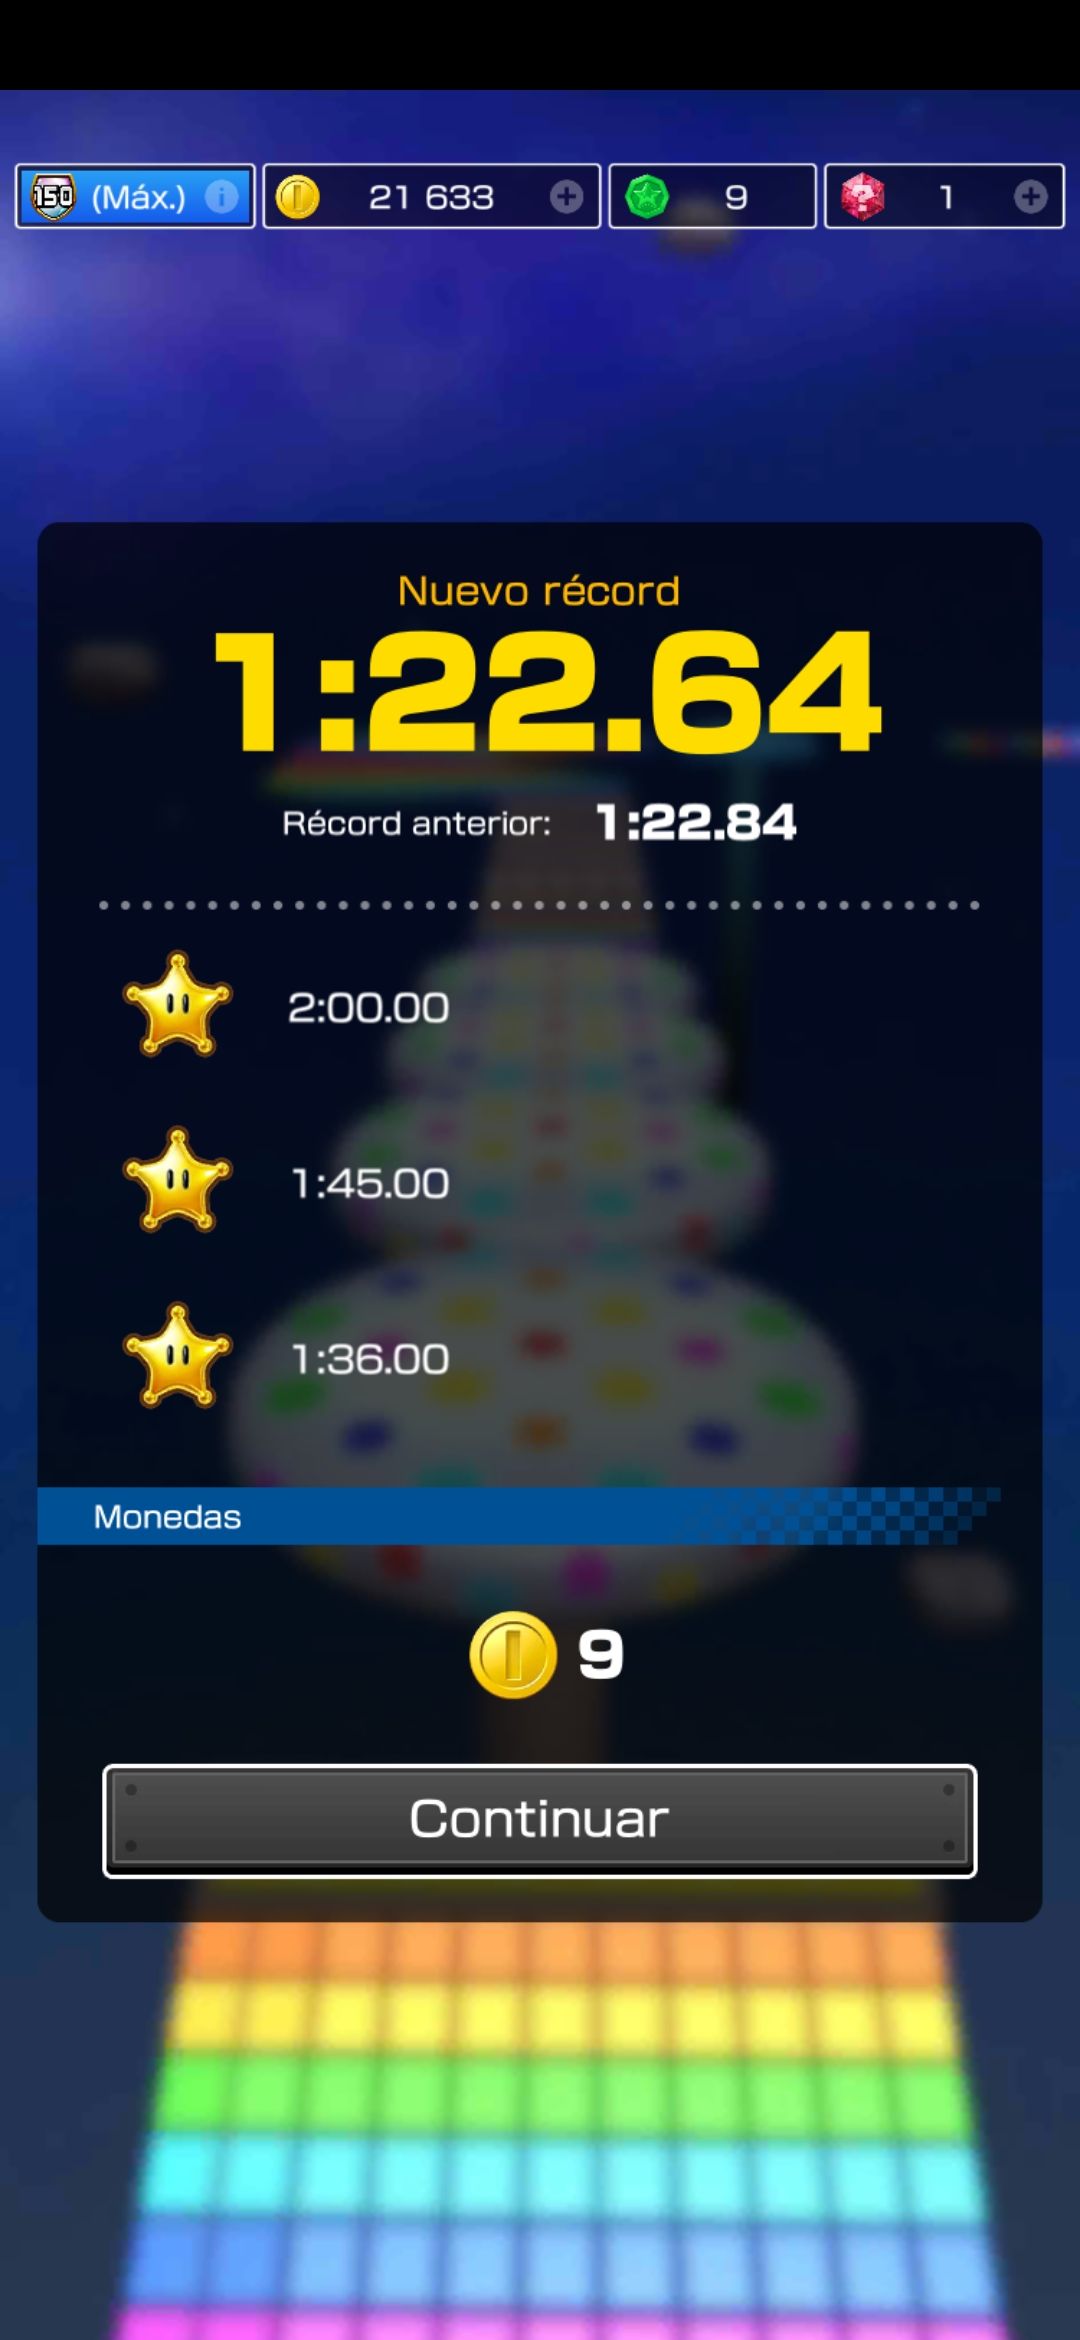 150 (Máx.) i 21 633 + 9 ? 1 +
Nuevo récord
1:22.64
Récord anterior: 1:22.84
2:00.00
1:45.00
1:36.00
Monedas
9
Continuar